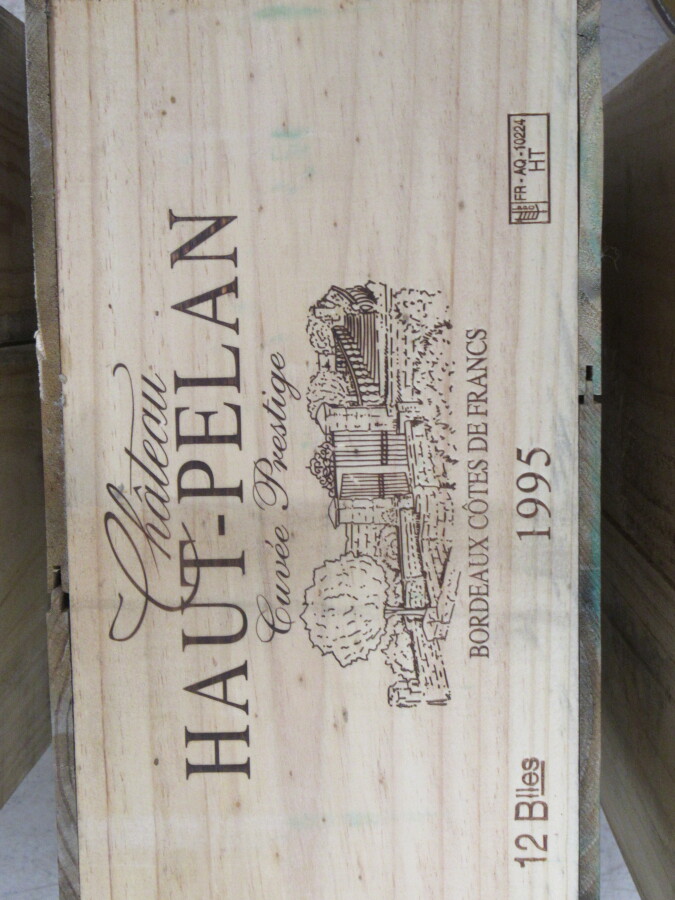 Château
HAUT-PELAN
Cuvée Prestige
BORDEAUX CÔTES DE FRANCS
1995
12 Blles
FR-AQ-10224
HT